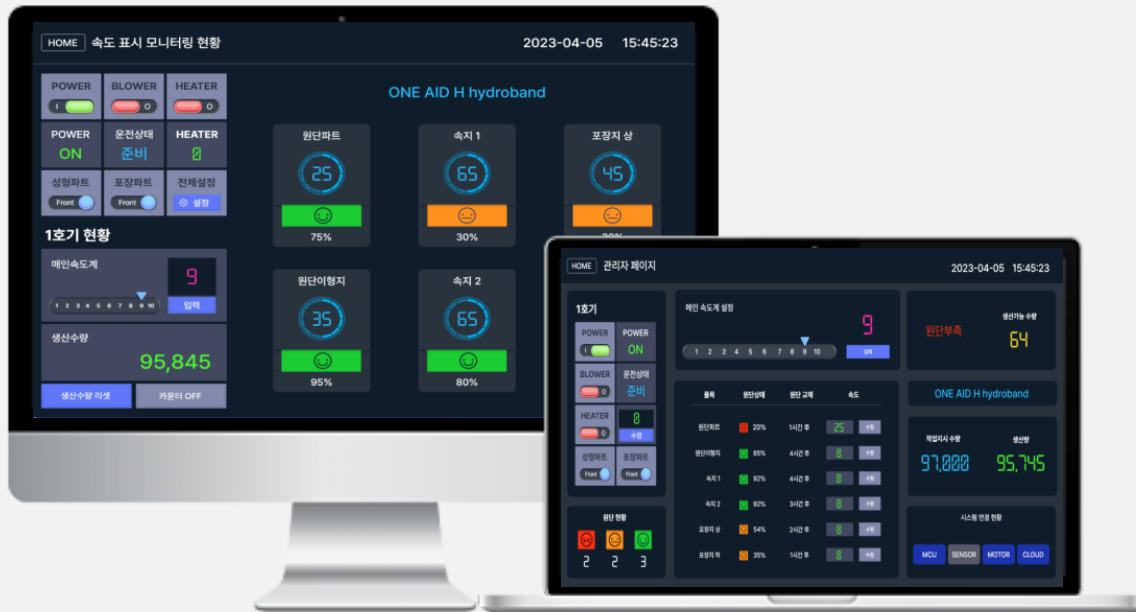 HOME 속도 표시 모니터링 현황
2023-04-05 15:45:23
POWER BLOWER HEATER
I O O
POWER 운전상태 HEATER
ON 준비 0
성형파트 포장파트 전체설정
Front Front 설정
1호기 현황
매인속도계
9
1 2 3 4 5 6 7 8 9 10
입력
생산수량
95,845
생산수량 리셋 카운터 OFF
ONE AID H hydroband
원단파트 속지 1 포장지 상
25 65 45
75% 30% 30%
원단이형지 속지 2
35 65
95% 80%
HOME 관리자 페이지
2023-04-05 15:45:23
1호기
POWER POWER
I ON
BLOWER 운전상태
O 준비
HEATER 0
O 수정
성형파트 포장파트
Front Front
원단 현황
2 2 3
메인 속도계 설정
9
1 2 3 4 5 6 7 8 9 10
입력
품목 원단상태 원단 교체 속도
원단파트 20% 1시간 후 25 수정
원단이형지 85% 4시간 후 0 수정
속지 1 92% 4시간 후 0 수정
속지 2 92% 3시간 후 0 수정
포장지 상 54% 2시간 후 0 수정
포장지 하 35% 1시간 후 0 수정
원단부족
생산가능 수량
64
ONE AID H hydroband
작업지시 수량 생산량
97,000 95,745
시스템 연결 현황
MCU SENSOR MOTOR CLOUD